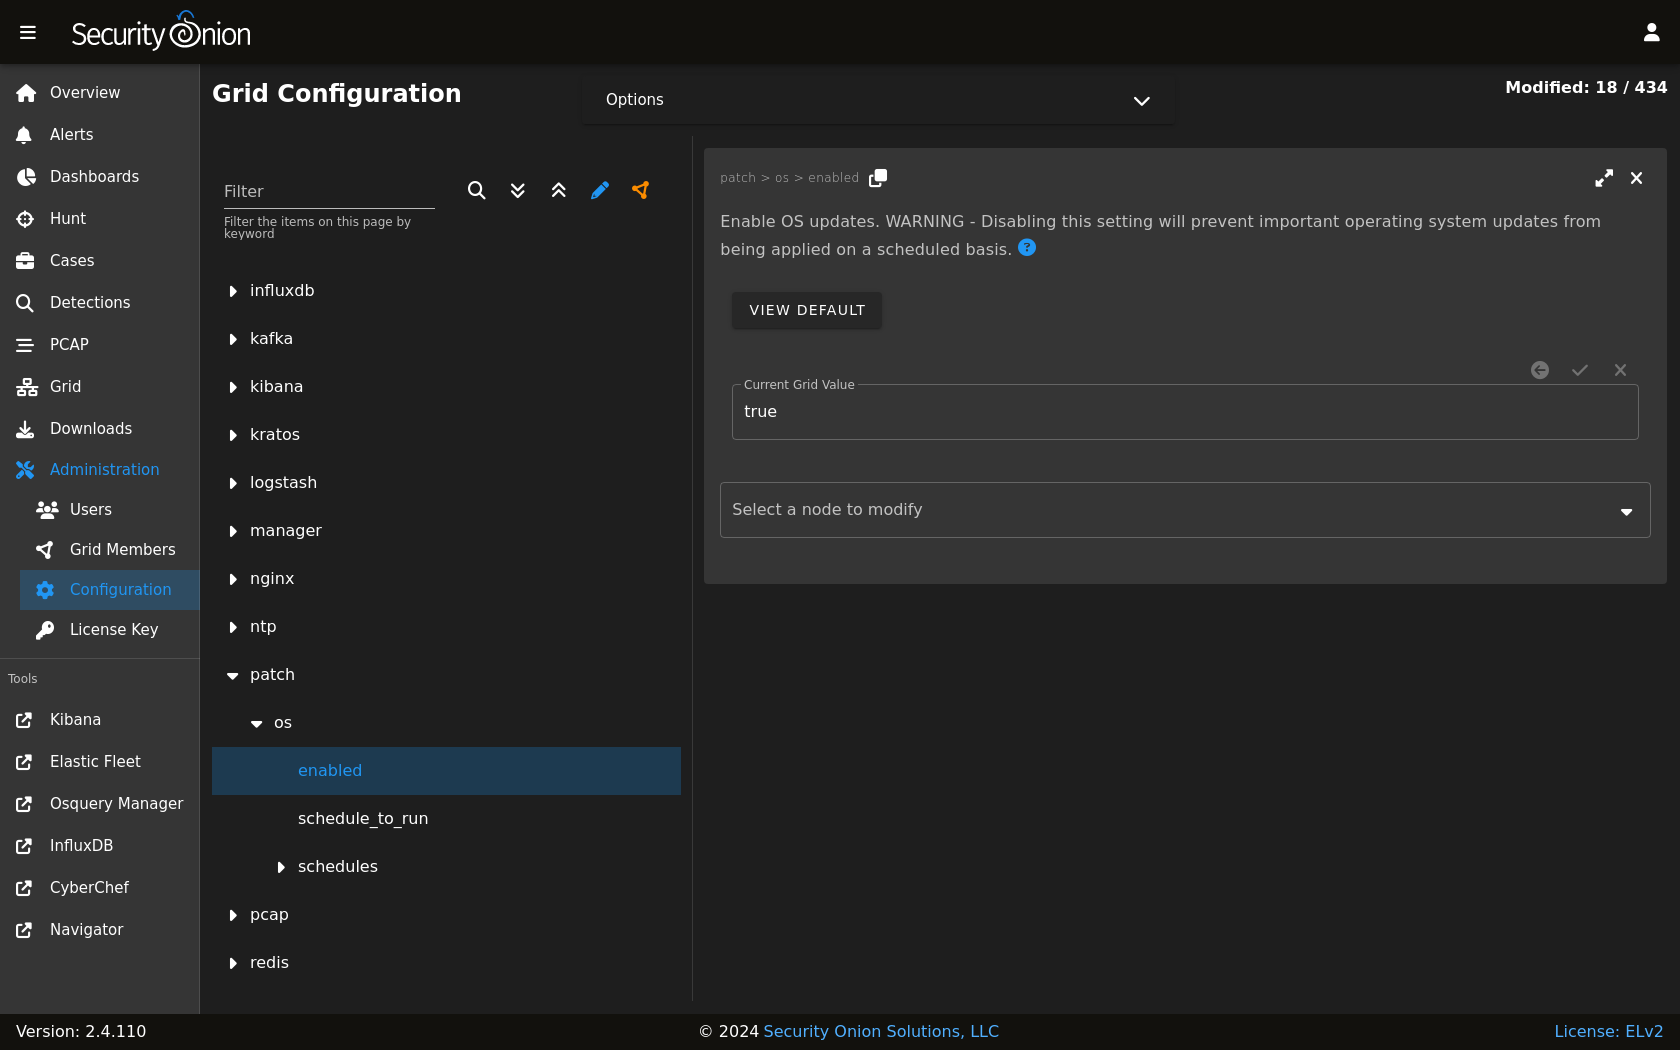 Security Onion
Overview
Alerts
Dashboards
Hunt
Cases
Detections
PCAP
Grid
Downloads
Administration
Users
Grid Members
Configuration
License Key
Tools
Kibana
Elastic Fleet
Osquery Manager
InfluxDB
CyberChef
Navigator
Grid Configuration
Options
Modified: 18 / 434
Filter
Filter the items on this page by
keyword
influxdb
kafka
kibana
kratos
logstash
manager
nginx
ntp
patch
os
enabled
schedule_to_run
schedules
pcap
redis
patch > os > enabled
Enable OS updates. WARNING - Disabling this setting will prevent important operating system updates from
being applied on a scheduled basis. ?
VIEW DEFAULT
Current Grid Value
true
Select a node to modify
Version: 2.4.110
© 2024 Security Onion Solutions, LLC
License: ELv2